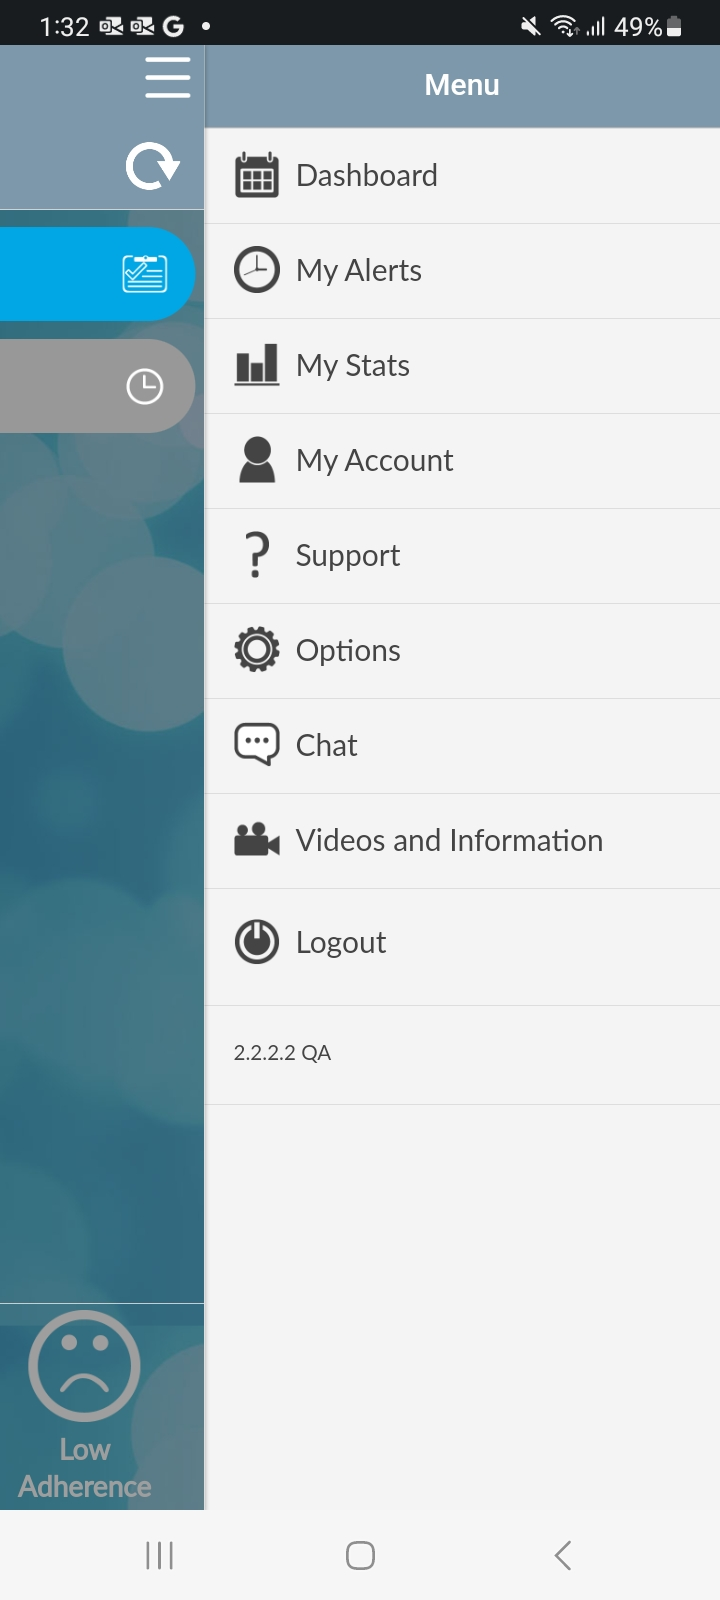 1:32
49%
Menu
Dashboard
My Alerts
My Stats
My Account
Support
Options
Chat
Videos and Information
Logout
2.2.2.2 QA
Low
Adherence